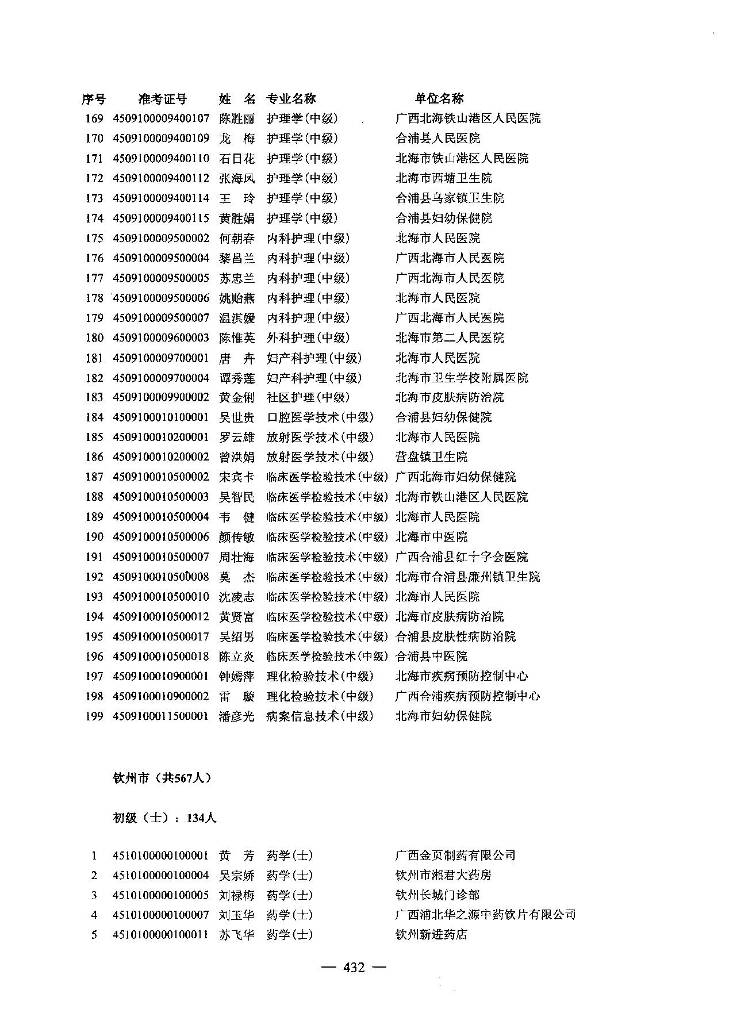 序号 准考证号 姓 名 专业名称 单位名称
169 4509100009400107 陈胜丽 护理学(中级) 广西北海铁山港区人民医院
170 4509100009400109 龙 梅 护理学(中级) 合浦县人民医院
171 4509100009400110 石日花 护理学(中级) 北海市铁山港区人民医院
172 4509100009400112 张海凤 护理学(中级) 北海市西塘卫生院
173 4509100009400114 王 玲 护理学(中级) 合浦县乌家镇卫生院
174 4509100009400115 黄胜娟 护理学(中级) 合浦县妇幼保健院
175 4509100009500002 何朝春 内科护理(中级) 北海市人民医院
176 4509100009500004 黎昌兰 内科护理(中级) 广西北海市人民医院
177 4509100009500005 苏忠兰 内科护理(中级) 广西北海市人民医院
178 4509100009500006 姚贻燕 内科护理(中级) 北海市人民医院
179 4509100009500007 温淇嫒 内科护理(中级) 广西北海市人民医院
180 4509100009600003 陈惟英 外科护理(中级) 北海市第二人民医院
181 4509100009700001 唐 卉 妇产科护理(中级) 北海市人民医院
182 4509100009700004 谭秀莲 妇产科护理(中级) 北海市卫生学校附属医院
183 4509100009900002 黄金俐 社区护理(中级) 北海市皮肤病防治院
184 4509100010100001 吴世贵 口腔医学技术(中级) 合浦县妇幼保健院
185 4509100010200001 罗云雄 放射医学技术(中级) 北海市人民医院
186 4509100010200002 曾洪娟 放射医学技术(中级) 营盘镇卫生院
187 4509100010500002 宋宾卡 临床医学检验技术(中级) 广西北海市妇幼保健院
188 4509100010500003 吴智民 临床医学检验技术(中级) 北海市铁山港区人民医院
189 4509100010500004 韦 健 临床医学检验技术(中级) 北海市人民医院
190 4509100010500006 颜传敏 临床医学检验技术(中级) 北海市中医院
191 4509100010500007 周壮海 临床医学检验技术(中级) 广西合浦县红十字会医院
192 4509100010500008 莫 杰 临床医学检验技术(中级) 北海市合浦县廉州镇卫生院
193 4509100010500010 沈凌志 临床医学检验技术(中级) 北海市人民医院
194 4509100010500012 黄贤富 临床医学检验技术(中级) 北海市皮肤病防治院
195 4509100010500017 吴绍男 临床医学检验技术(中级) 合浦县皮肤性病防治院
196 4509100010500018 陈立炎 临床医学检验技术(中级) 合浦县中医院
197 4509100010900001 钟嫣萍 理化检验技术(中级) 北海市疾病预防控制中心
198 4509100010900002 雷 骏 理化检验技术(中级) 广西合浦疾病预防控制中心
199 4509100011500001 潘彦光 病案信息技术(中级) 北海市妇幼保健院
钦州市（共567人）
初级（士）：134人
1 4510100000100001 黄 芳 药学(士) 广西金页制药有限公司
2 4510100000100004 吴宗娇 药学(士) 钦州市湘君大药房
3 4510100000100005 刘禄梅 药学(士) 钦州长城门诊部
4 4510100000100007 刘玉华 药学(士) 广西浦北华之源中药饮片有限公司
5 4510100000100011 苏飞华 药学(士) 钦州新进药店
— 432 —